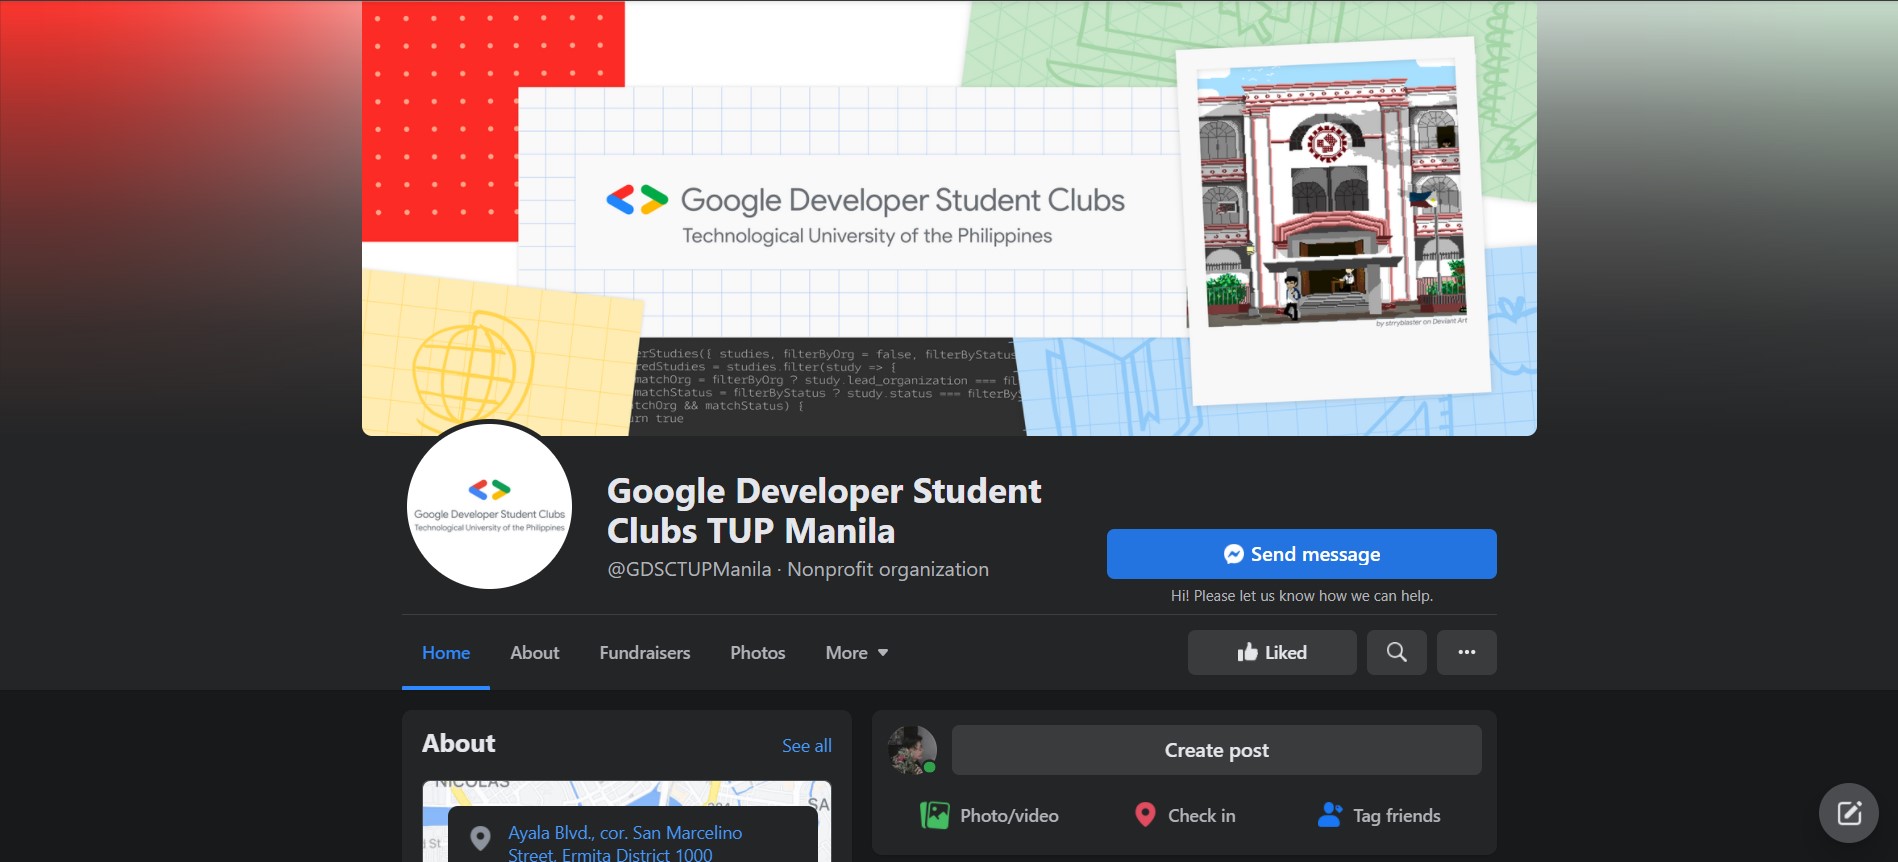 Google Developer Student Clubs
Technological University of the Philippines
by strryblaster on Deviant Art
erStudies({ studies, filterByOrg = false, filterByStatus
redStudies = studies.filter(study => {
matchOrg = filterByOrg ? study.lead_organization === fil
matchStatus = filterByStatus ? study.status === filterBy
tchOrg && matchStatus) {
urn true
Google Developer Student Clubs
Technological University of the Philippines
Google Developer Student
Clubs TUP Manila
@GDSCTUPManila · Nonprofit organization
Send message
Hi! Please let us know how we can help.
Home About Fundraisers Photos More
Liked
About
See all
Create post
Photo/video Check in Tag friends
NICOLAS
SA
d St
Ayala Blvd., cor. San Marcelino
Street, Ermita District 1000